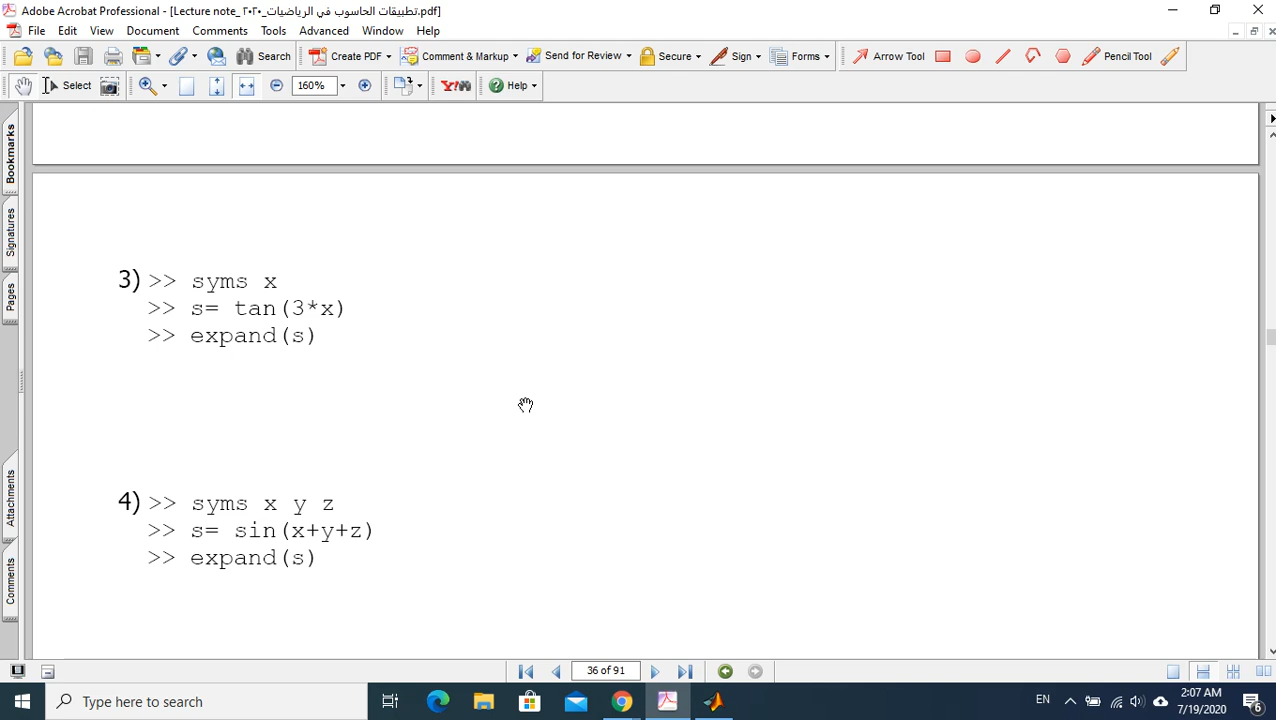 Adobe Acrobat Professional - [Lecture note_ ٢٠٢٠_تطبيقات الحاسوب في الرياضيات.pdf]
File Edit View Document Comments Tools Advanced Window Help
Search Create PDF Comment & Markup Send for Review Secure Sign Forms Arrow Tool Pencil Tool
Select 160% Y! Help
Bookmarks
Signatures
Pages
Attachments
Comments
3) >> syms x
>> s= tan(3*x)
>> expand(s)
4) >> syms x y z
>> s= sin(x+y+z)
>> expand(s)
36 of 91
Type here to search
EN
2:07 AM
7/19/2020
6